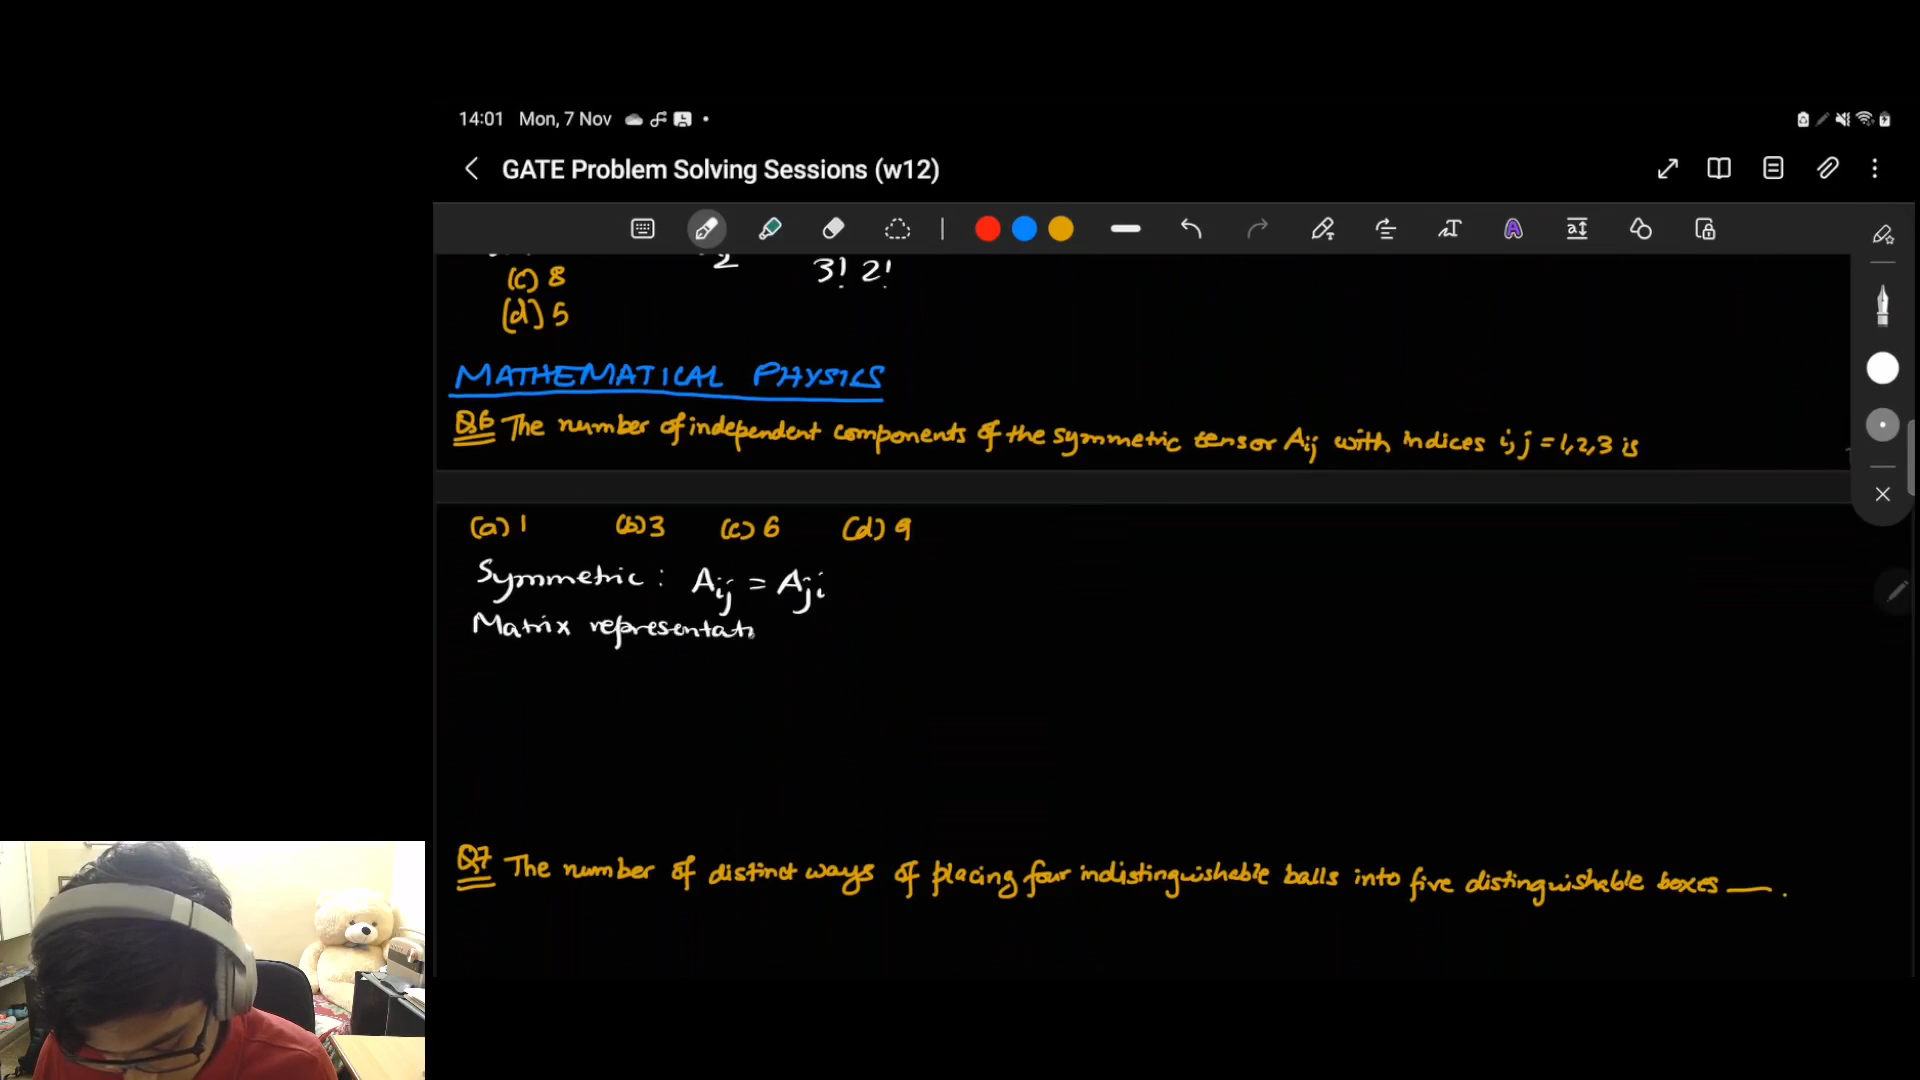 14:01 Mon, 7 Nov
GATE Problem Solving Sessions (w12)
2 3! 2!
(c) 8
(d) 5
MATHEMATICAL PHYSICS
Q6 The number of independent components of the symmetric tensor Aij with indices i, j = 1,2,3 is
(a) 1 (b) 3 (c) 6 (d) 9
Symmetric : Aij = Aji
Matrix representati
Q7 The number of distinct ways of placing four indistinguishable balls into five distinguishable boxes __.